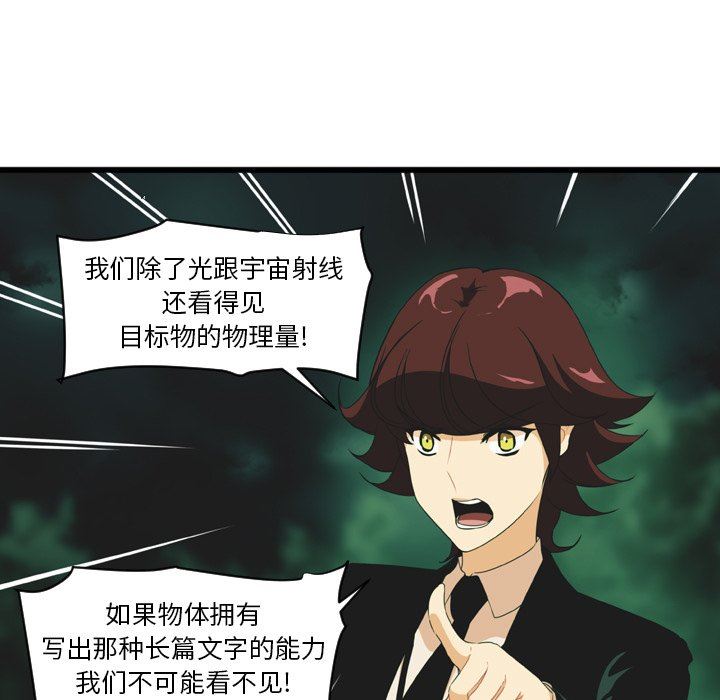 我们除了光跟宇宙射线
还看得见
目标物的物理量!
如果物体拥有
写出那种长篇文字的能力
我们不可能看不见!